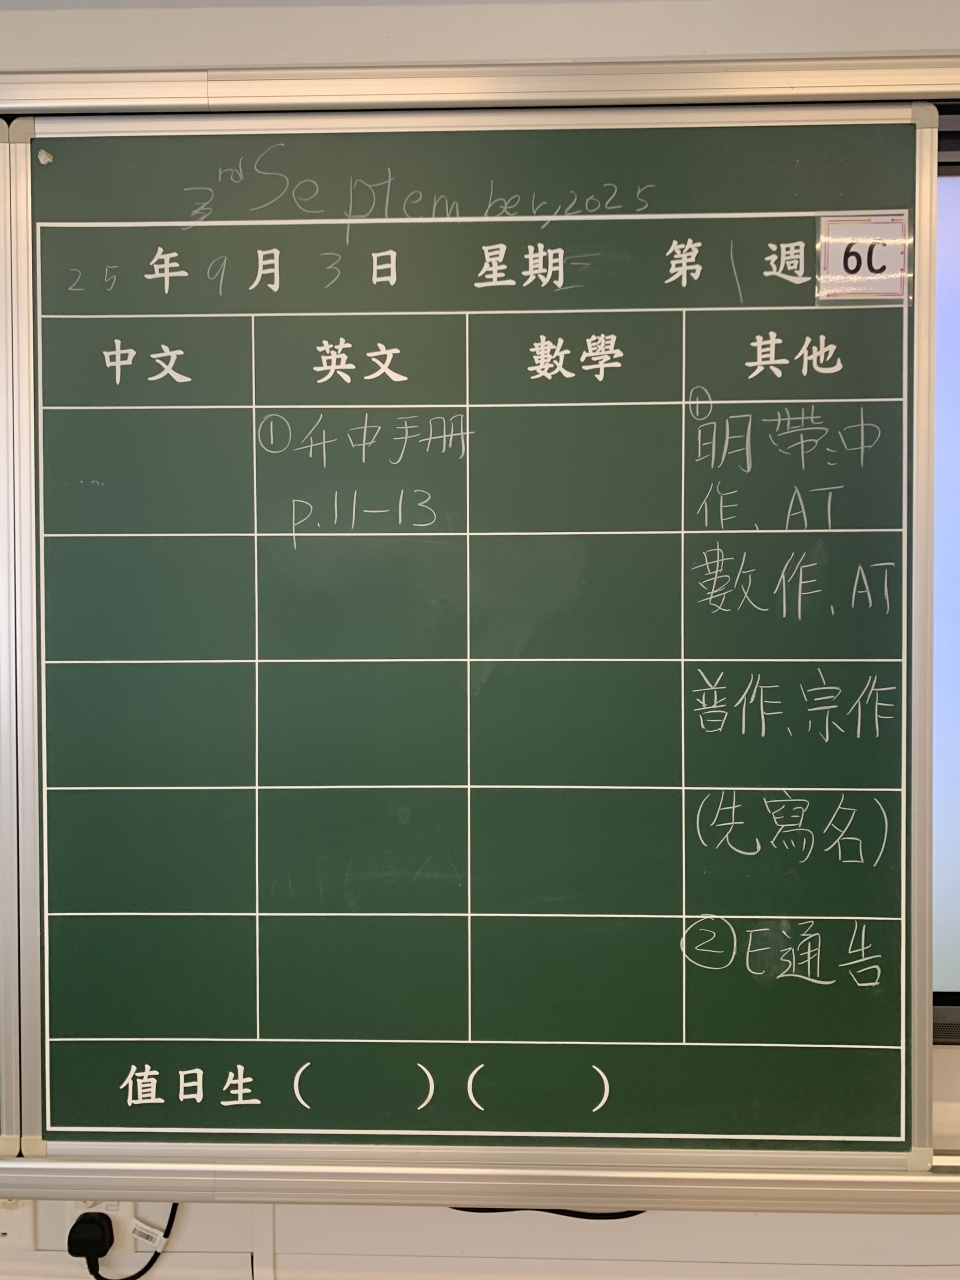 3rd September, 2025
25年9月3日 星期三 第1週 6C
中文 英文 數學 其他
①升中手冊
p.11-13
①明帶:中
作、AT
數作、AT
普作、宗作
(先寫名)
②E通告
值日生( )( )